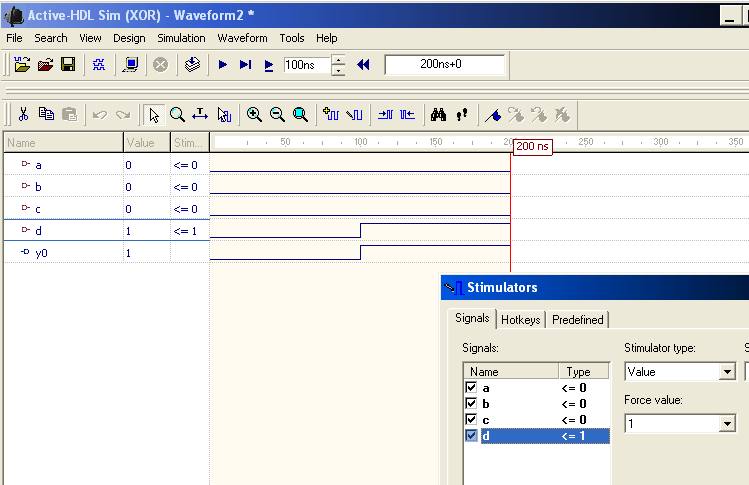 Active-HDL Sim (XOR) - Waveform2 *
File Search View Design Simulation Waveform Tools Help
100ns 200ns+0
Name Value Stim... 50 100 150 200 250 300 350
200 ns
a 0 <= 0
b 0 <= 0
c 0 <= 0
d 1 <= 1
y0 1
Stimulators
Signals Hotkeys Predefined
Signals: Stimulator type: S
Name Type Value
a <= 0
b <= 0 Force value:
c <= 0 1
d <= 1